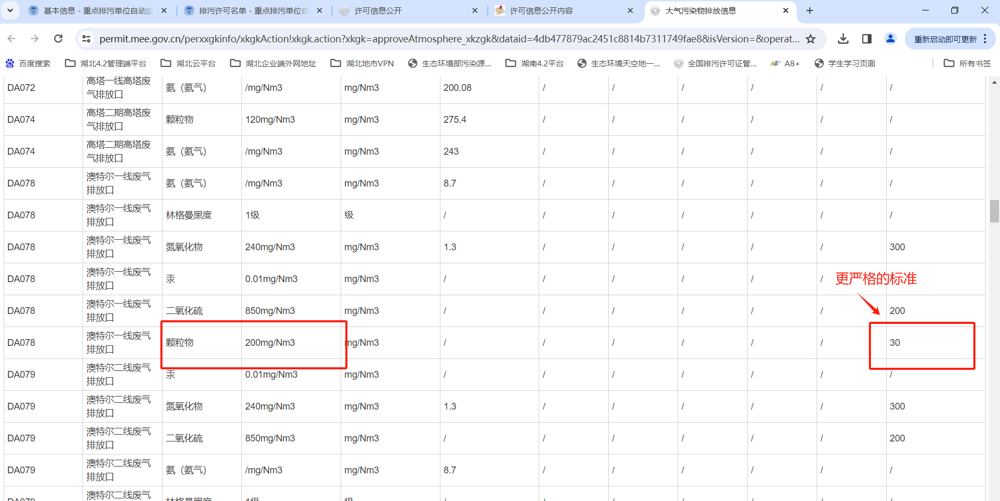 基本信息 - 重点排污单位自动监
排污许可名单 - 重点排污单位自
许可信息公开
许可信息公开内容
大气污染物排放信息
permit.mee.gov.cn/perxxgkinfo/xkgkAction!xkgk.action?xkgk=approveAtmosphere_xkzgk&dataid=4db477879ac2451c8814b7311749fae8&isVersion=&operat...
重新启动即可更新
百度搜索
湖北4.2管理端平台
湖北云平台
湖北企业端外网地址
湖北地市VPN
生态环境部污染源...
湖南4.2平台
生态环境天空地一...
全国排污许可证管...
A8+
学生学习页面
所有书签
DA072 高塔一线高塔废气排放口 氨（氨气） /mg/Nm3 mg/Nm3 200.08 / / / / / /
DA074 高塔二期高塔废气排放口 颗粒物 120mg/Nm3 mg/Nm3 275.4 / / / / / /
DA074 高塔二期高塔废气排放口 氨（氨气） /mg/Nm3 mg/Nm3 243 / / / / / /
DA078 澳特尔一线废气排放口 氨（氨气） /mg/Nm3 mg/Nm3 8.7 / / / / / /
DA078 澳特尔一线废气排放口 林格曼黑度 1级 级 / / / / / / /
DA078 澳特尔一线废气排放口 氮氧化物 240mg/Nm3 mg/Nm3 1.3 / / / / / 300
DA078 澳特尔一线废气排放口 汞 0.01mg/Nm3 mg/Nm3 / / / / / /
更严格的标准
DA078 澳特尔一线废气排放口 二氧化硫 850mg/Nm3 mg/Nm3 / / / / / / 200
DA078 澳特尔一线废气排放口 颗粒物 200mg/Nm3 mg/Nm3 / / / / / / 30
DA079 澳特尔二线废气排放口 汞 0.01mg/Nm3 mg/Nm3 / / / / / / /
DA079 澳特尔二线废气排放口 氮氧化物 240mg/Nm3 mg/Nm3 1.3 / / / / / 300
DA079 澳特尔二线废气排放口 二氧化硫 850mg/Nm3 mg/Nm3 / / / / / / 200
DA079 澳特尔二线废气排放口 氨（氨气） /mg/Nm3 mg/Nm3 8.7 / / / / / /
DA079 澳特尔二线废气 林格曼黑度 1级 级 / / / / / / /